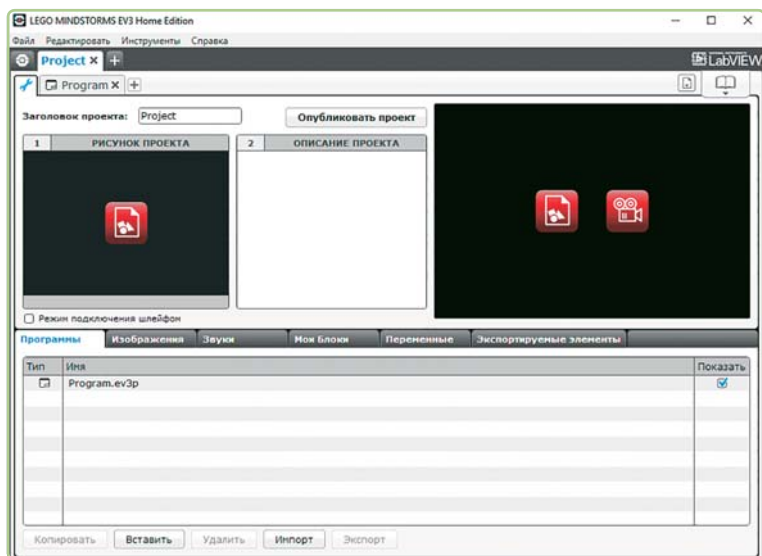 LEGO MINDSTORMS EV3 Home Edition
Файл Редактировать Инструменты Справка
Project
LabVIEW
Program
Заголовок проекта: Project Опубликовать проект
1 РИСУНОК ПРОЕКТА 2 ОПИСАНИЕ ПРОЕКТА
Режим подключения шлейфом
Программы Изображения Звуки Мои Блоки Переменные Экспортируемые элементы
Тип Имя Показать
Program.ev3p
Копировать Вставить Удалить Импорт Экспорт